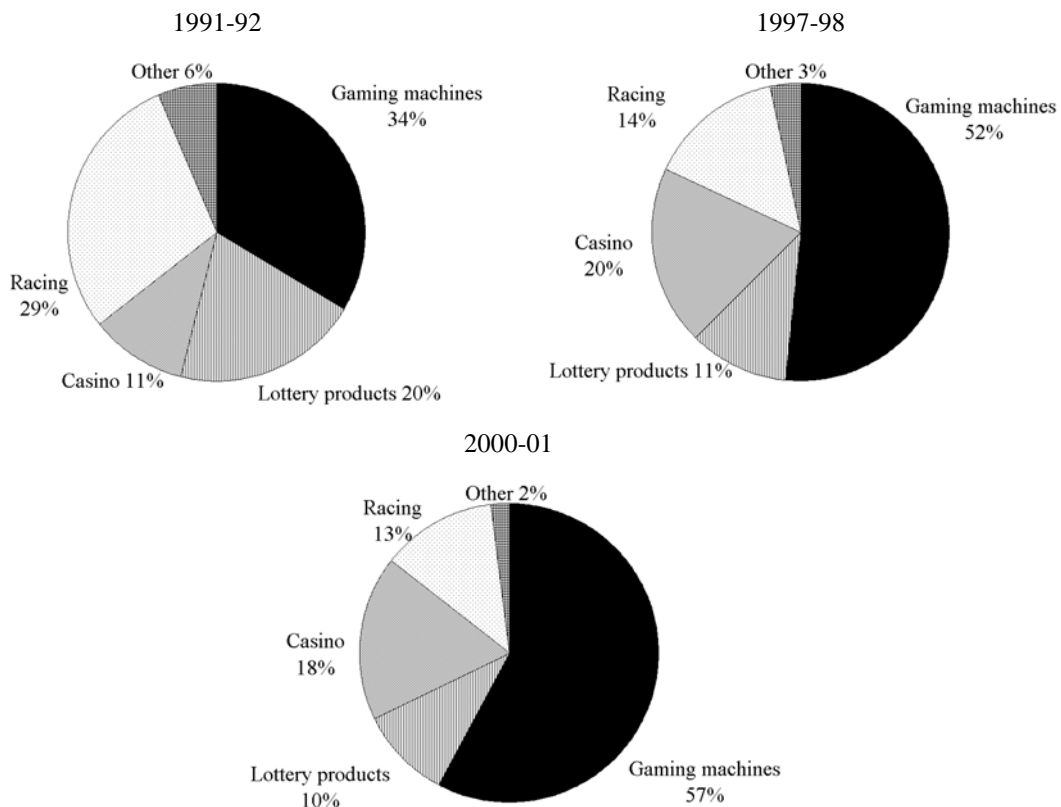 1991-92
Other 6%
Gaming machines
34%
Racing
29%
Casino 11%
Lottery products 20%
1997-98
Other 3%
Racing
14%
Gaming machines
52%
Casino
20%
Lottery products 11%
2000-01
Other 2%
Racing
13%
Casino
18%
Lottery products
10%
Gaming machines
57%